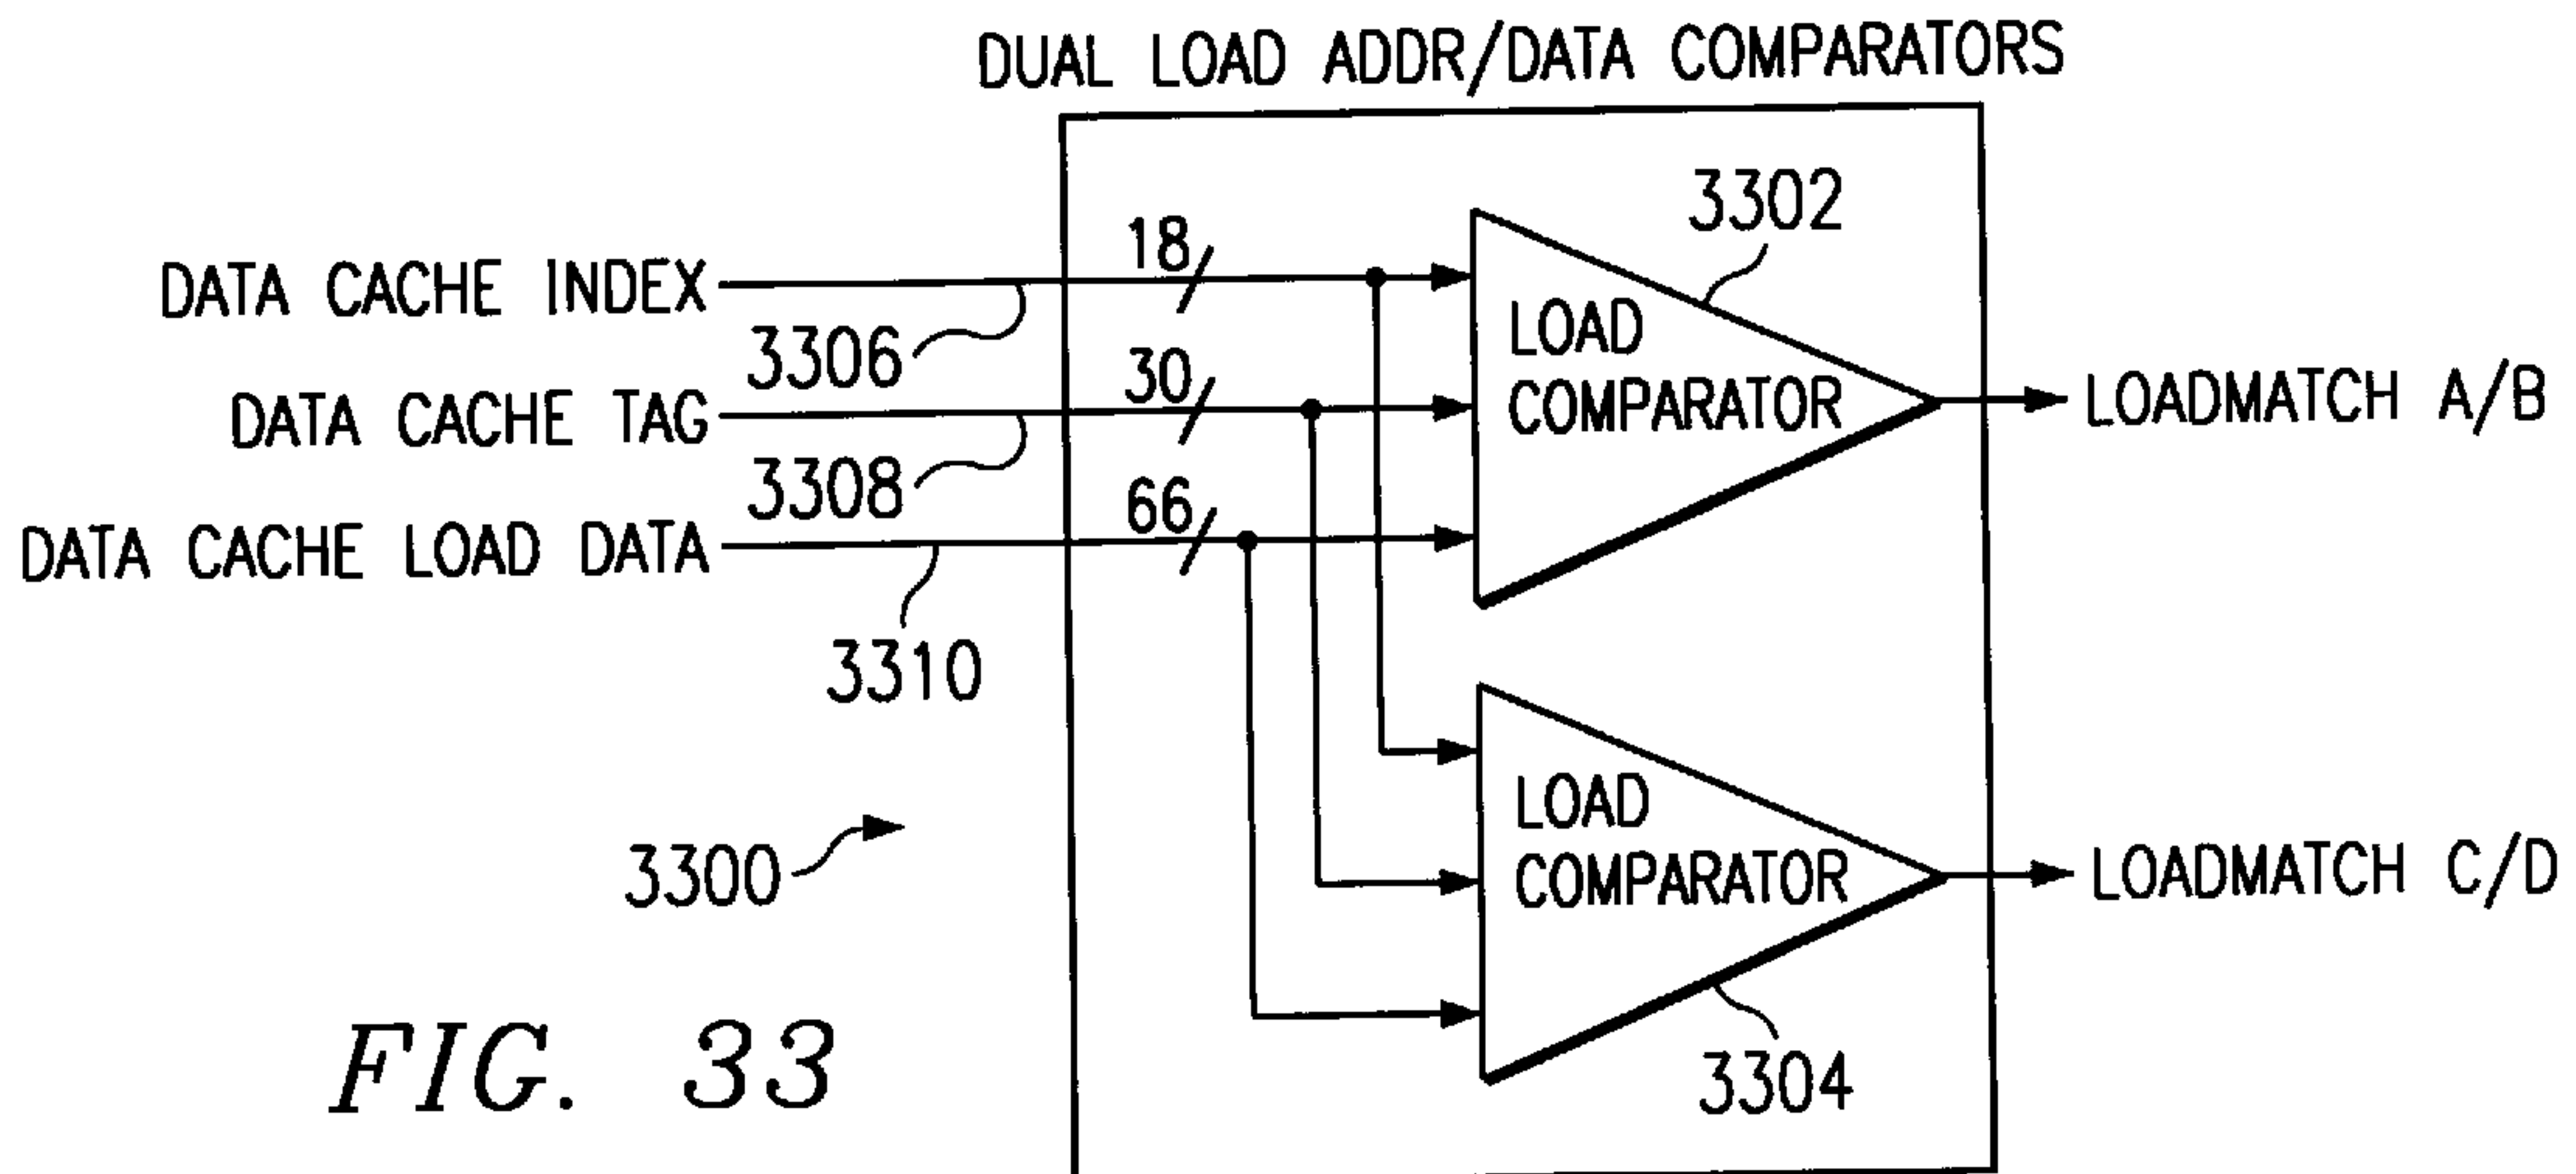 DUAL LOAD ADDR/DATA COMPARATORS
3302
18
DATA CACHE INDEX
3306
LOAD
COMPARATOR
30
DATA CACHE TAG
3308
LOADMATCH A/B
66
DATA CACHE LOAD DATA
3310
LOAD
COMPARATOR
3300
LOADMATCH C/D
3304
FIG. 33